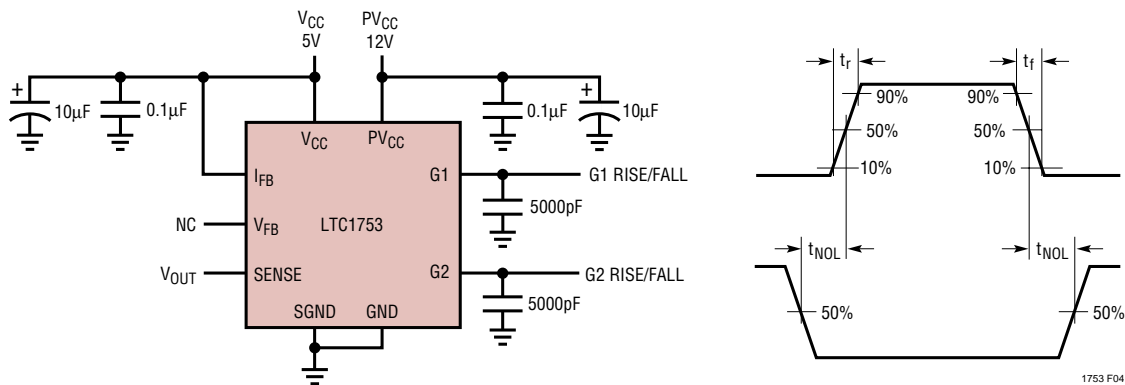 VCC
5V
PVCC
12V
+
10µF
0.1µF
0.1µF
+
10µF
VCC
PVCC
IFB
G1
G1 RISE/FALL
5000pF
NC
VFB
LTC1753
VOUT
SENSE
G2
G2 RISE/FALL
5000pF
SGND
GND
tr
tf
90%
90%
50%
50%
10%
10%
tNOL
tNOL
50%
50%
1753 F04